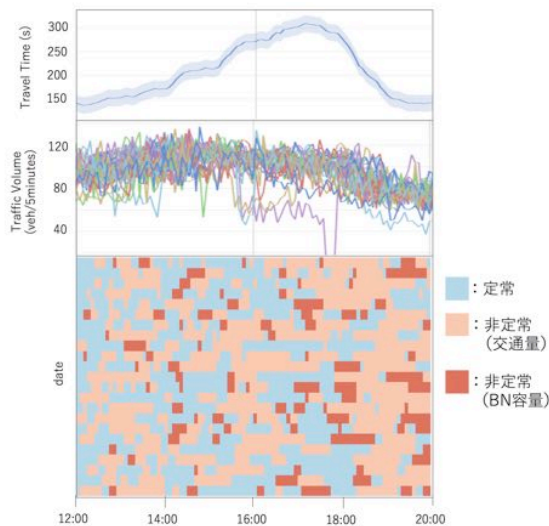 Travel Time (s)
300
250
200
150
Traffic Volume
(veh/5minutes)
120
80
40
date
12:00
14:00
16:00
18:00
20:00
：定常
：非定常
(交通量)
：非定常
(BN容量)